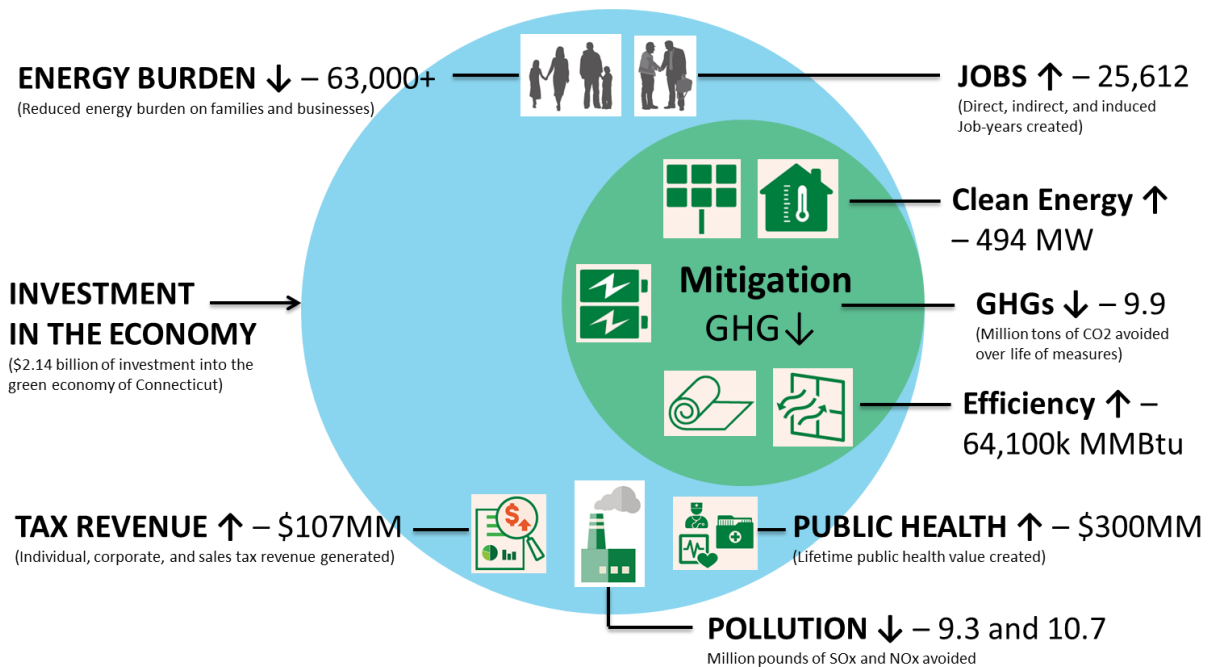 ENERGY BURDEN ↓ – 63,000+
(Reduced energy burden on families and businesses)
JOBS ↑ – 25,612
(Direct, indirect, and induced
Job-years created)
Clean Energy ↑
– 494 MW
Mitigation
GHG↓
INVESTMENT
IN THE ECONOMY
($2.14 billion of investment into the
green economy of Connecticut)
GHGs ↓ – 9.9
(Million tons of CO2 avoided
over life of measures)
Efficiency ↑ –
64,100k MMBtu
TAX REVENUE ↑ – $107MM
(Individual, corporate, and sales tax revenue generated)
$
PUBLIC HEALTH ↑ – $300MM
(Lifetime public health value created)
POLLUTION ↓ – 9.3 and 10.7
Million pounds of SOx and NOx avoided